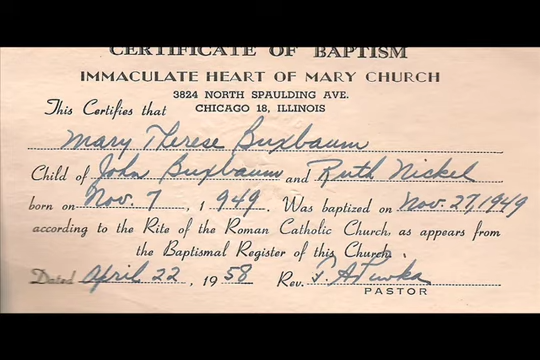 CERTIFICATE OF BAPTISM
IMMACULATE HEART OF MARY CHURCH
3824 NORTH SPAULDING AVE.
CHICAGO 18, ILLINOIS
This Certifies that
Mary Therese Buxbaum
Child of John Buxbaum and Ruth Nickel
born on Nov. 7, 1949. Was baptized on Nov. 27, 1949
according to the Rite of the Roman Catholic Church, as appears from
the Baptismal Register of this Church.
Dated April 22, 1958 Rev.
PASTOR